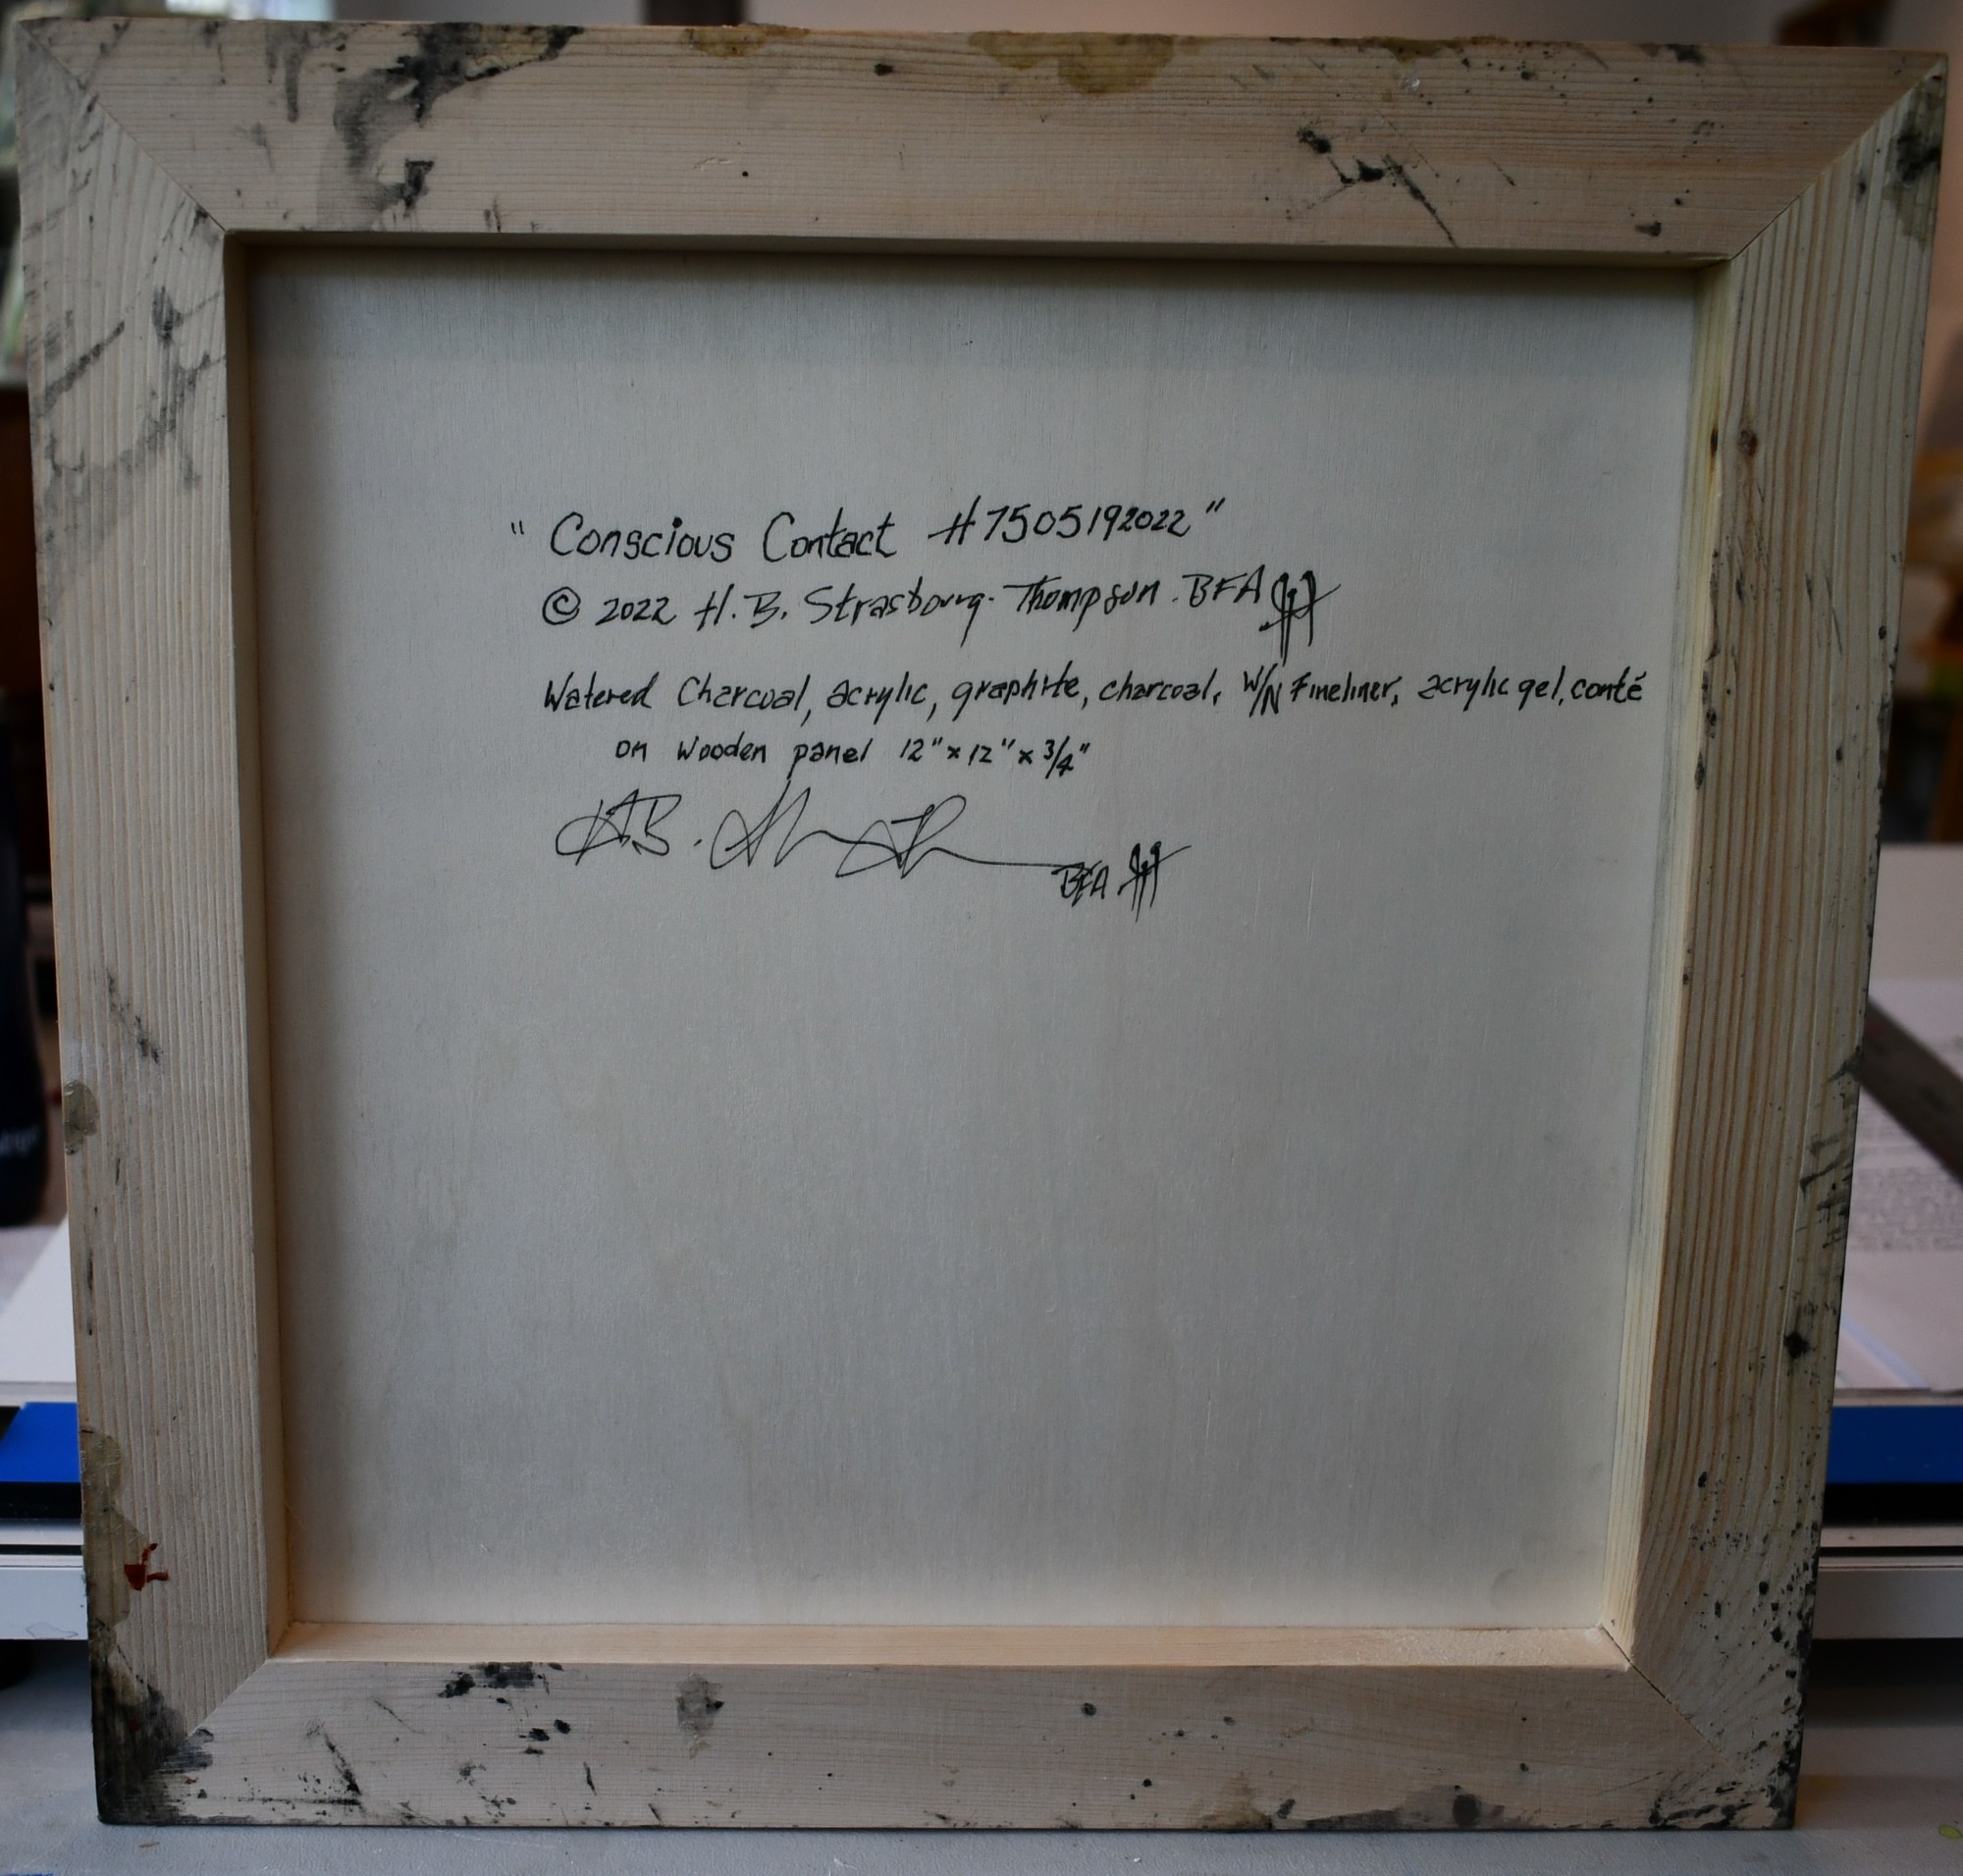 " Conscious Contact #7505192022 "
© 2022 H.B. Strasbourg-Thompson. BFA
Watered Charcoal, acrylic, graphite, charcoal, W/N Fineliner, acrylic gel, conté
on wooden panel 12" x 12" x 3/4"
H.B.
BFA